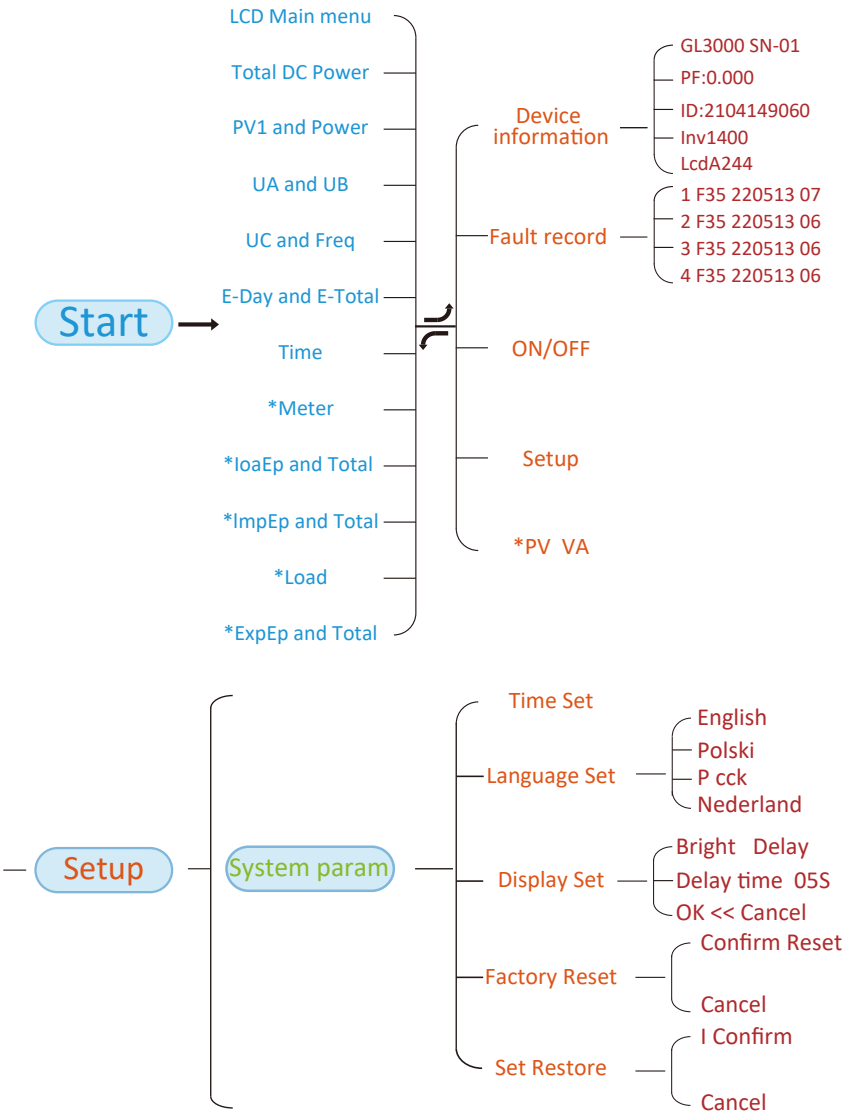 LCD Main menu
Total DC Power
PV1 and Power
UA and UB
UC and Freq
E-Day and E-Total
Start
Time
*Meter
*IoaEp and Total
*lmpEp and Total
*Load
*ExpEp and Total
Device
information
GL3000 SN-01
PF:0.000
ID:2104149060
Inv1400
LcdA244
Fault record
1 F35 220513 07
2 F35 220513 06
3 F35 220513 06
4 F35 220513 06
ON/OFF
Setup
*PV VA
Setup
System param
Time Set
Language Set
English
Polski
P cck
Nederland
Display Set
Bright Delay
Delay time 05S
OK << Cancel
Factory Reset
Confirm Reset
Cancel
Set Restore
I Confirm
Cancel